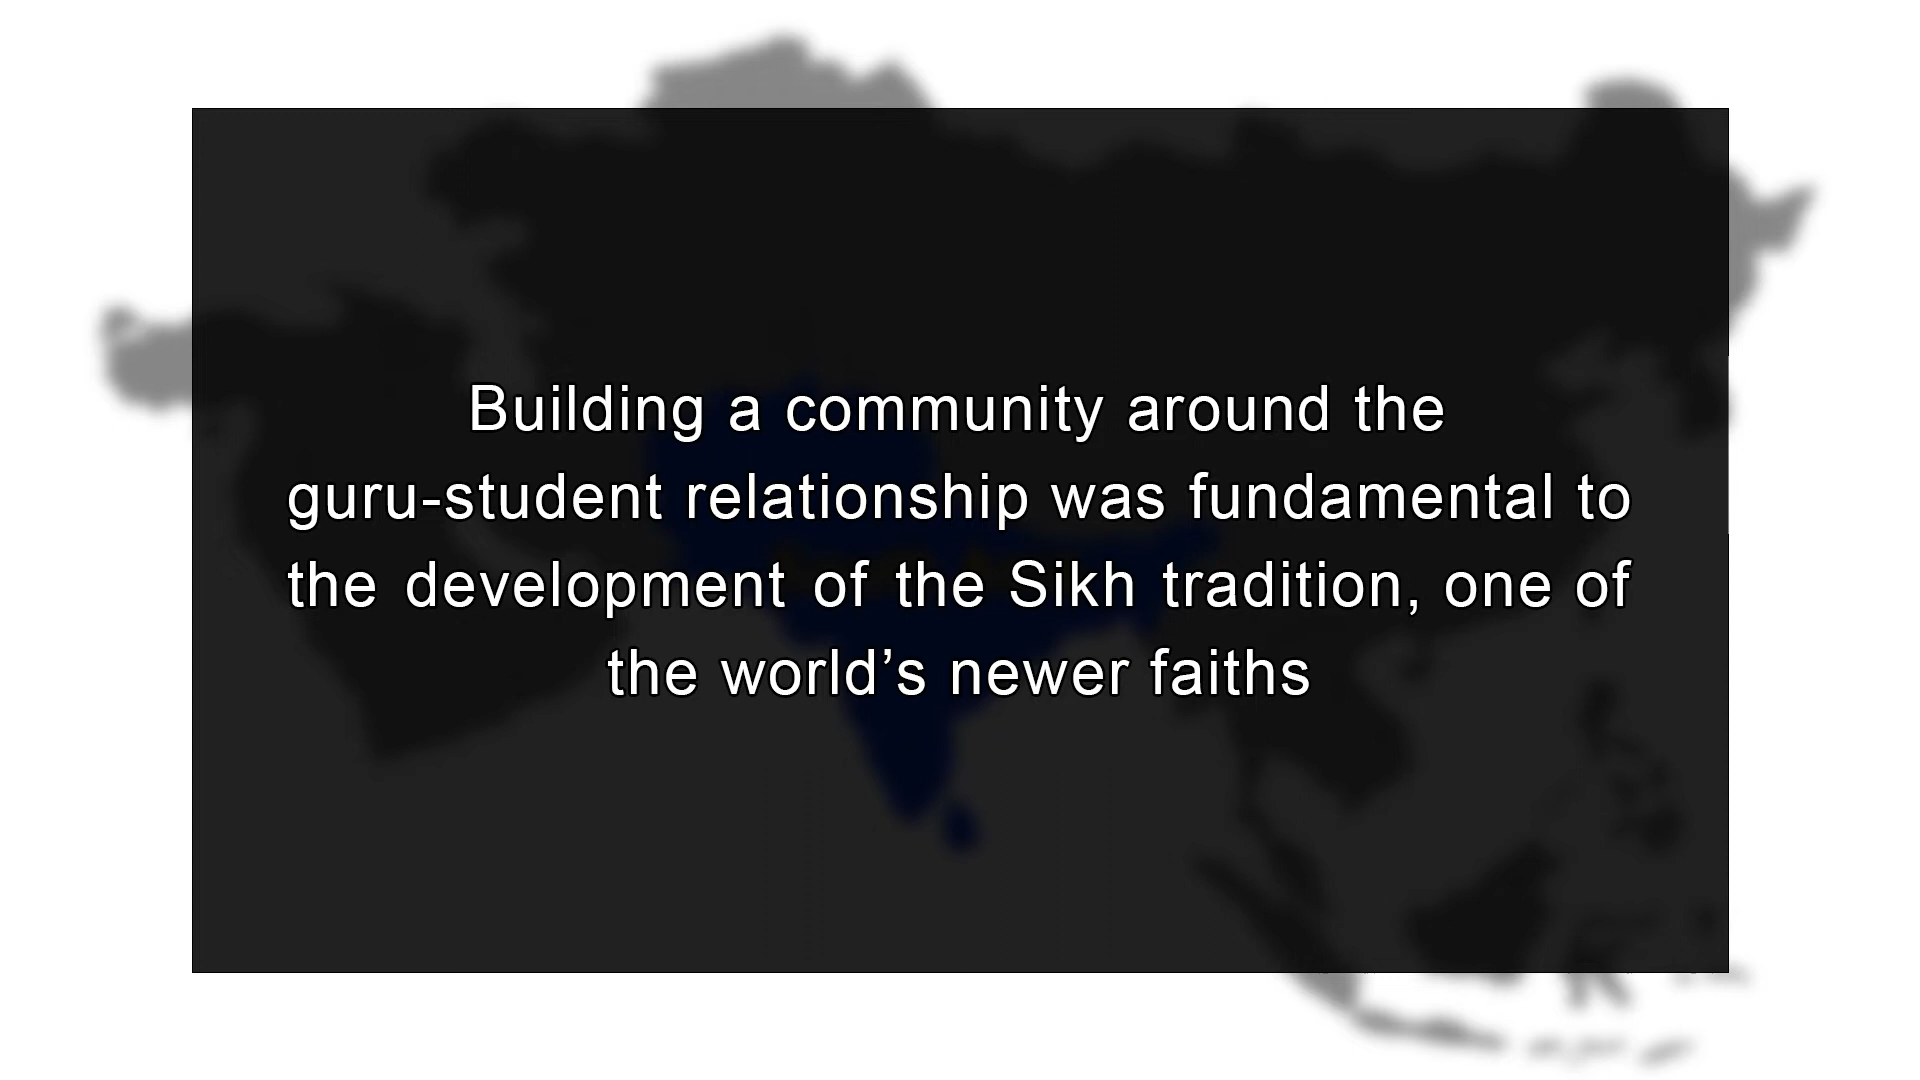 Building a community around the
guru-student relationship was fundamental to
the development of the Sikh tradition, one of
the world’s newer faiths